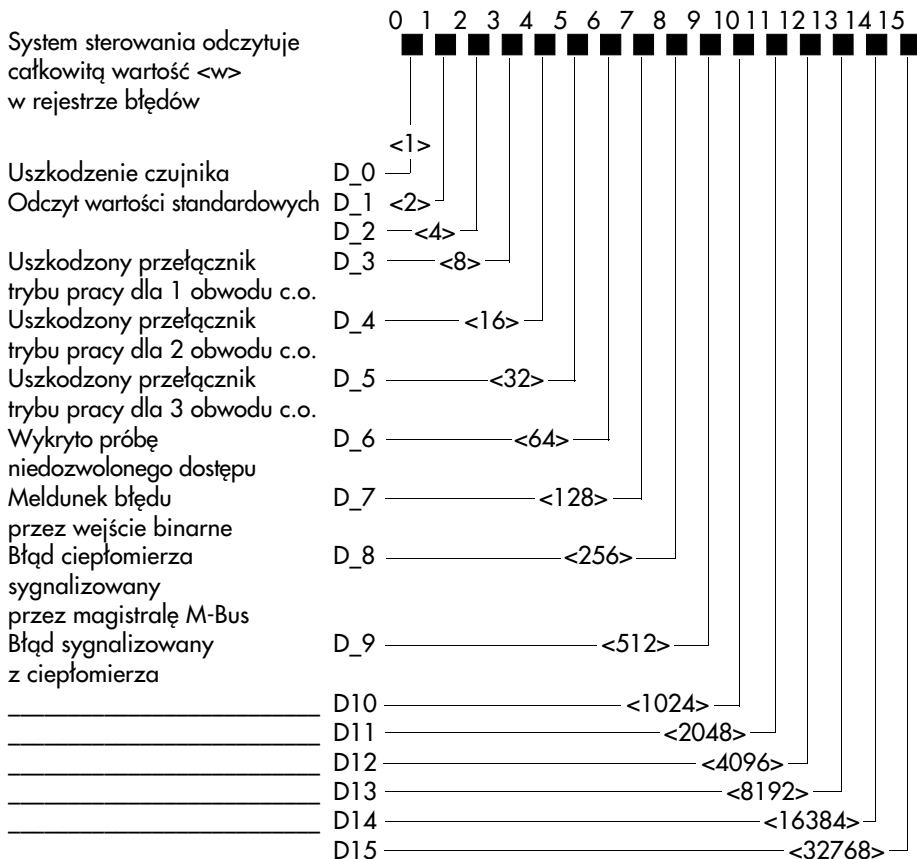 0 1 2 3 4 5 6 7 8 9 10 11 12 13 14 15
System sterowania odczytuje
całkowitą wartość <w>
w rejestrze błędów
<1>
Uszkodzenie czujnika D_0
Odczyt wartości standardowych D_1 <2>
D_2 <4>
Uszkodzony przełącznik D_3 <8>
trybu pracy dla 1 obwodu c.o.
Uszkodzony przełącznik D_4 <16>
trybu pracy dla 2 obwodu c.o.
Uszkodzony przełącznik D_5 <32>
trybu pracy dla 3 obwodu c.o.
Wykryto próbę D_6 <64>
niedozwolonego dostępu
Meldunek błędu D_7 <128>
przez wejście binarne
Błąd ciepłomierza D_8 <256>
sygnalizowany
przez magistralę M-Bus
Błąd sygnalizowany D_9 <512>
z ciepłomierza
D10 <1024>
D11 <2048>
D12 <4096>
D13 <8192>
D14 <16384>
D15 <32768>